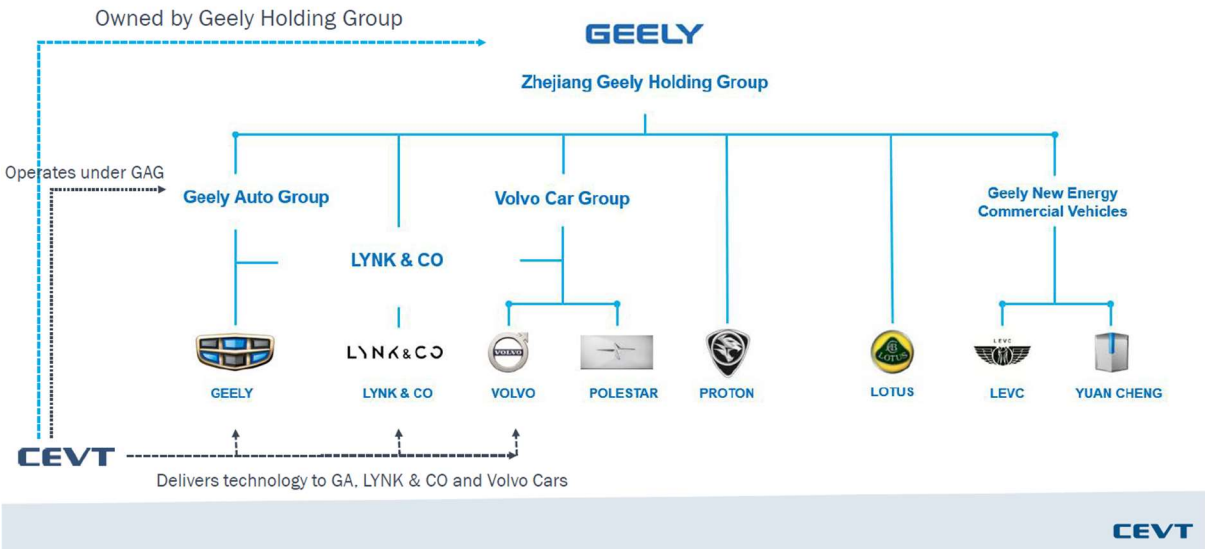 Owned by Geely Holding Group
GEELY
Zhejiang Geely Holding Group
Operates under GAG
Geely Auto Group
Volvo Car Group
Geely New Energy
Commercial Vehicles
LYNK & CO
LYNK & CO
VOLVO
LOTUS
LEVC
GEELY
LYNK & CO
VOLVO
POLESTAR
PROTON
LOTUS
LEVC
YUAN CHENG
CEVT
Delivers technology to GA, LYNK & CO and Volvo Cars
CEVT